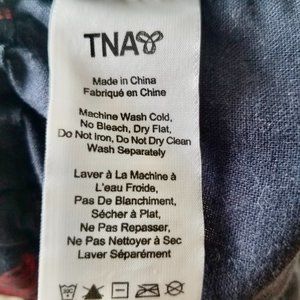 TNA
Made in China
Fabriqué en Chine
Machine Wash Cold,
No Bleach, Dry Flat,
Do Not Iron, Do Not Dry Clean
Wash Separately
Laver à La Machine à
L'eau Froide,
Pas De Blanchiment,
Sécher à Plat,
Ne Pas Repasser,
Ne Pas Nettoyer à Sec
Laver Séparément